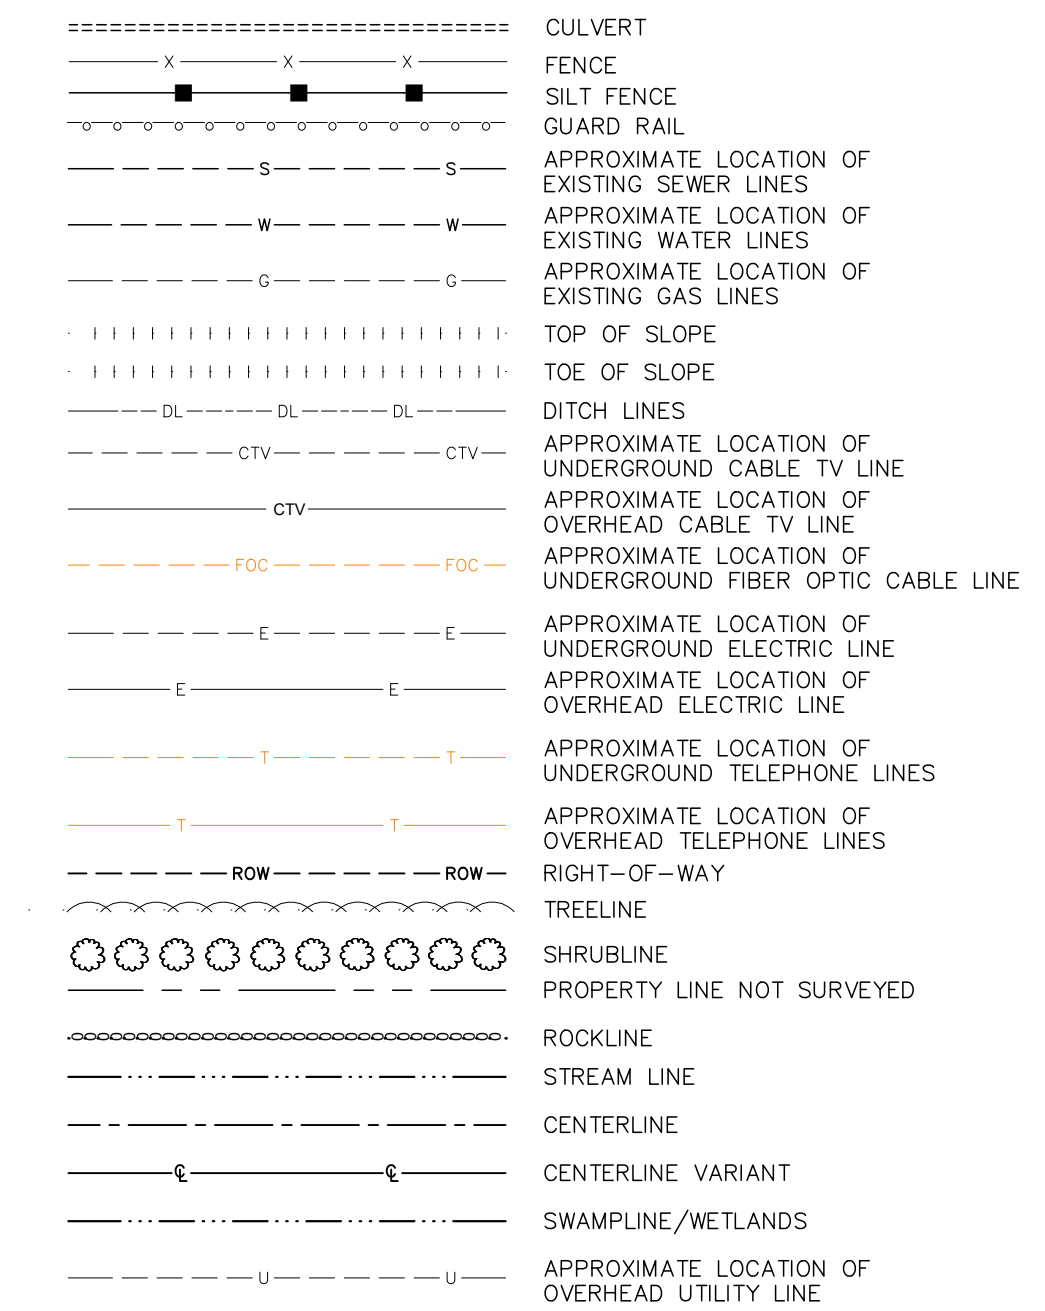 CULVERT
X X X FENCE
SILT FENCE
GUARD RAIL
APPROXIMATE LOCATION OF
S S EXISTING SEWER LINES
APPROXIMATE LOCATION OF
W W EXISTING WATER LINES
APPROXIMATE LOCATION OF
G G EXISTING GAS LINES
TOP OF SLOPE
TOE OF SLOPE
DL DL DL DITCH LINES
APPROXIMATE LOCATION OF
CTV CTV UNDERGROUND CABLE TV LINE
APPROXIMATE LOCATION OF
CTV OVERHEAD CABLE TV LINE
APPROXIMATE LOCATION OF
FOC FOC UNDERGROUND FIBER OPTIC CABLE LINE
APPROXIMATE LOCATION OF
E E UNDERGROUND ELECTRIC LINE
APPROXIMATE LOCATION OF
E E OVERHEAD ELECTRIC LINE
APPROXIMATE LOCATION OF
T T UNDERGROUND TELEPHONE LINES
APPROXIMATE LOCATION OF
T T OVERHEAD TELEPHONE LINES
ROW ROW RIGHT-OF-WAY
TREELINE
SHRUBLINE
PROPERTY LINE NOT SURVEYED
ROCKLINE
STREAM LINE
CENTERLINE
℄ ℄ CENTERLINE VARIANT
SWAMPLINE/WETLANDS
APPROXIMATE LOCATION OF
U U OVERHEAD UTILITY LINE